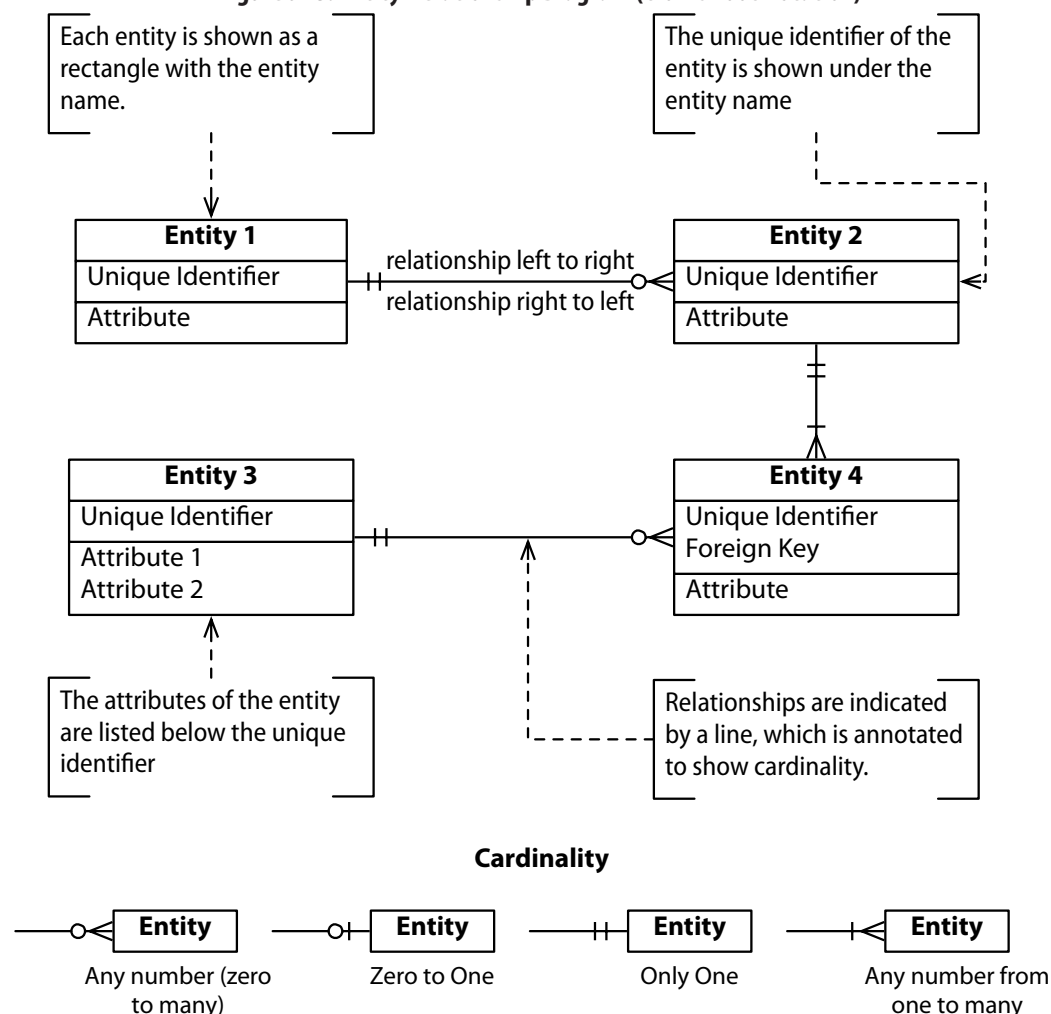 Each entity is shown as a
rectangle with the entity
name.
The unique identifier of the
entity is shown under the
entity name
Entity 1
Unique Identifier
Attribute
relationship left to right
relationship right to left
Entity 2
Unique Identifier
Attribute
Entity 3
Unique Identifier
Attribute 1
Attribute 2
Entity 4
Unique Identifier
Foreign Key
Attribute
The attributes of the entity
are listed below the unique
identifier
Relationships are indicated
by a line, which is annotated
to show cardinality.
Cardinality
Entity
Any number (zero
to many)
Entity
Zero to One
Entity
Only One
Entity
Any number from
one to many